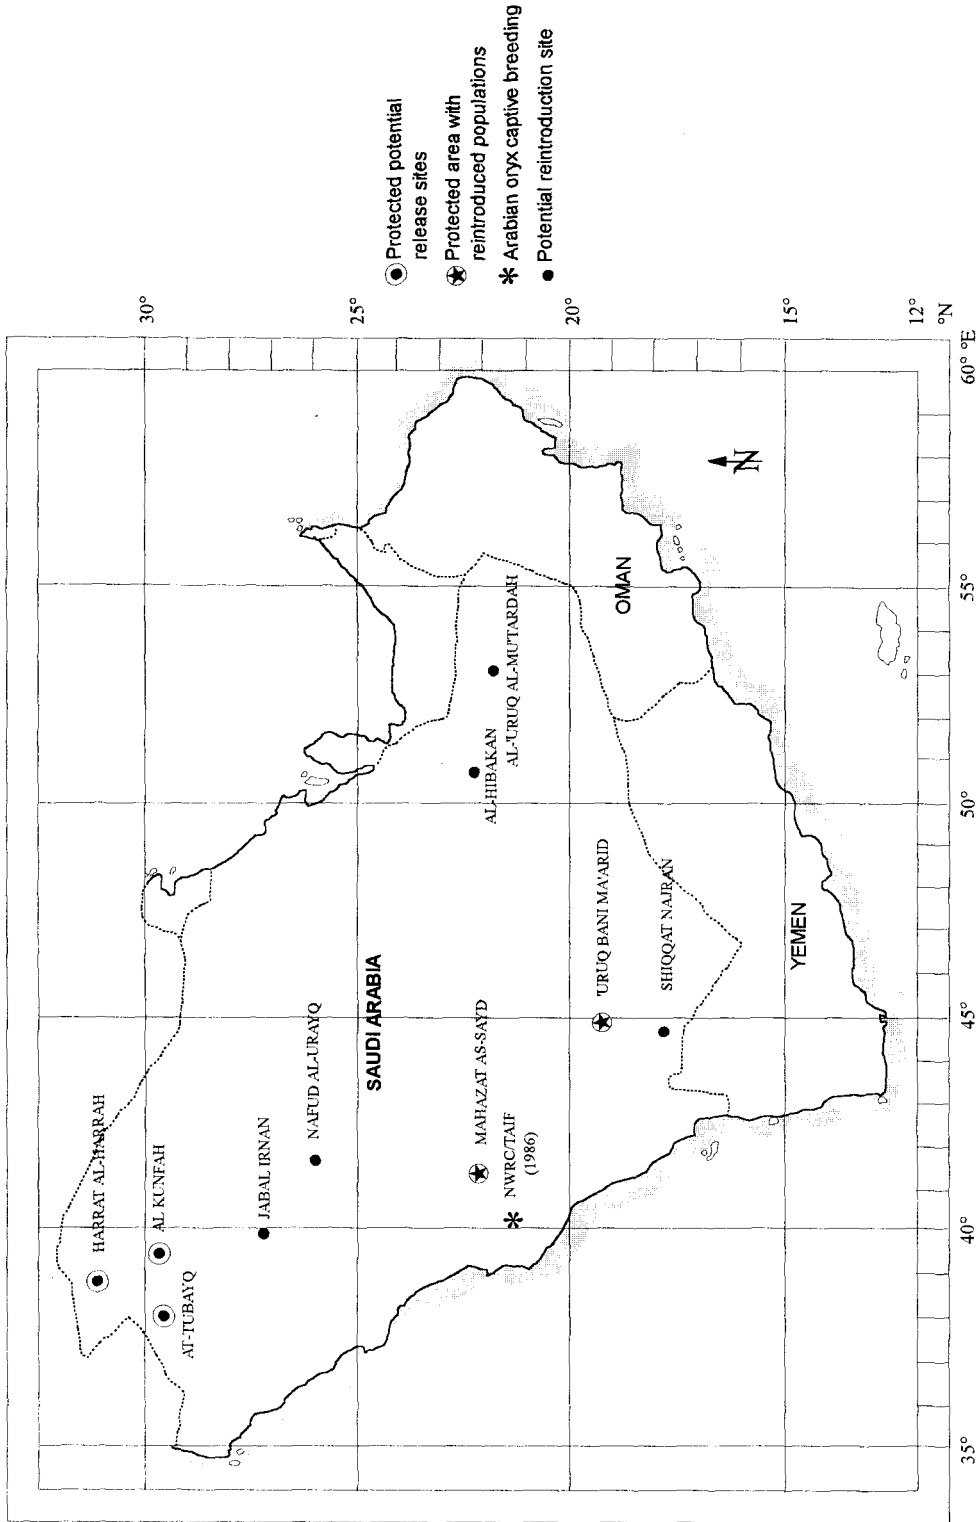 HARRAT AL-HARRAH
AL KUNFAH
AT-TUBAYQ
JABAL IRNAN
NAFUD AL-URAYQ
SAUDI ARABIA
MAHAZAT AS-SAYD
NWRC/TAIF
(1986)
'URUQ BANI MA'ARID
SHIQQAT NAJRAN
AL-HIBAKAN
AL-'URUQ AL-MU'TARDAH
OMAN
YEMEN
N
30°
25°
20°
15°
12°
°N
35°
40°
45°
50°
55°
60° °E
Protected potential
release sites
Protected area with
reintroduced populations
Arabian oryx captive breeding
Potential reintroduction site